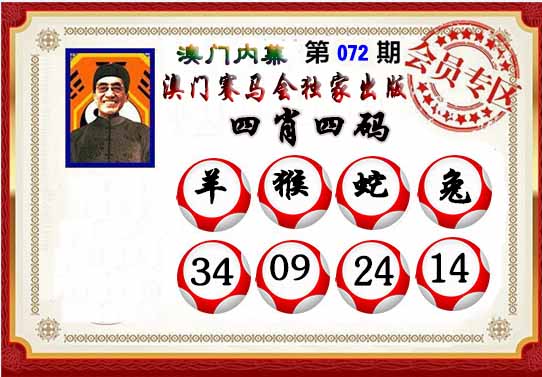 澳门内幕 第072期
会员专区
澳门赛马会独家出版
四肖四码
羊 猴 蛇 兔
34 09 24 14